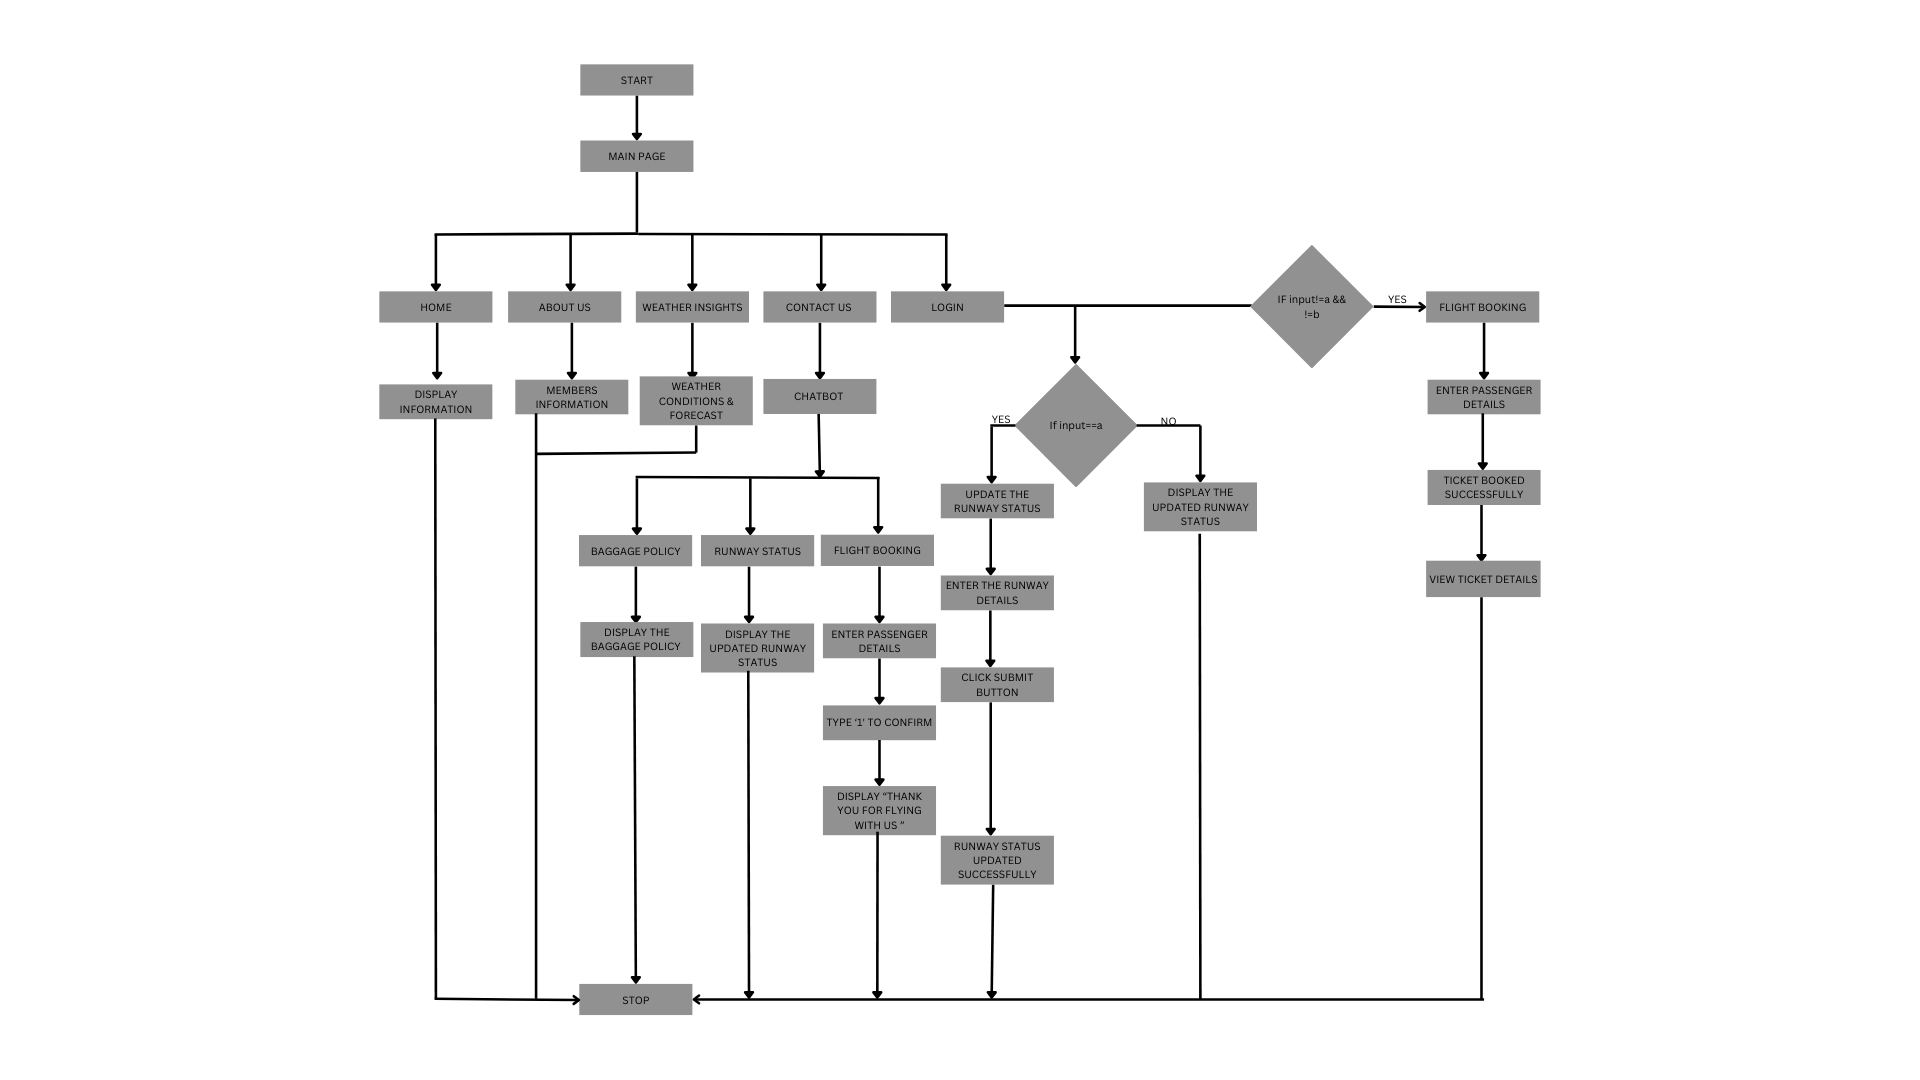 START
MAIN PAGE
HOME
ABOUT US
WEATHER INSIGHTS
CONTACT US
LOGIN
IF input!=a &&
!=b
YES
FLIGHT BOOKING
DISPLAY
INFORMATION
MEMBERS
INFORMATION
WEATHER
CONDITIONS &
FORECAST
CHATBOT
YES
If input==a
NO
ENTER PASSENGER
DETAILS
UPDATE THE
RUNWAY STATUS
DISPLAY THE
UPDATED RUNWAY
STATUS
TICKET BOOKED
SUCCESSFULLY
BAGGAGE POLICY
RUNWAY STATUS
FLIGHT BOOKING
ENTER THE RUNWAY
DETAILS
VIEW TICKET DETAILS
DISPLAY THE
BAGGAGE POLICY
DISPLAY THE
UPDATED RUNWAY
STATUS
ENTER PASSENGER
DETAILS
CLICK SUBMIT
BUTTON
TYPE '1' TO CONFIRM
DISPLAY “THANK
YOU FOR FLYING
WITH US ”
RUNWAY STATUS
UPDATED
SUCCESSFULLY
STOP